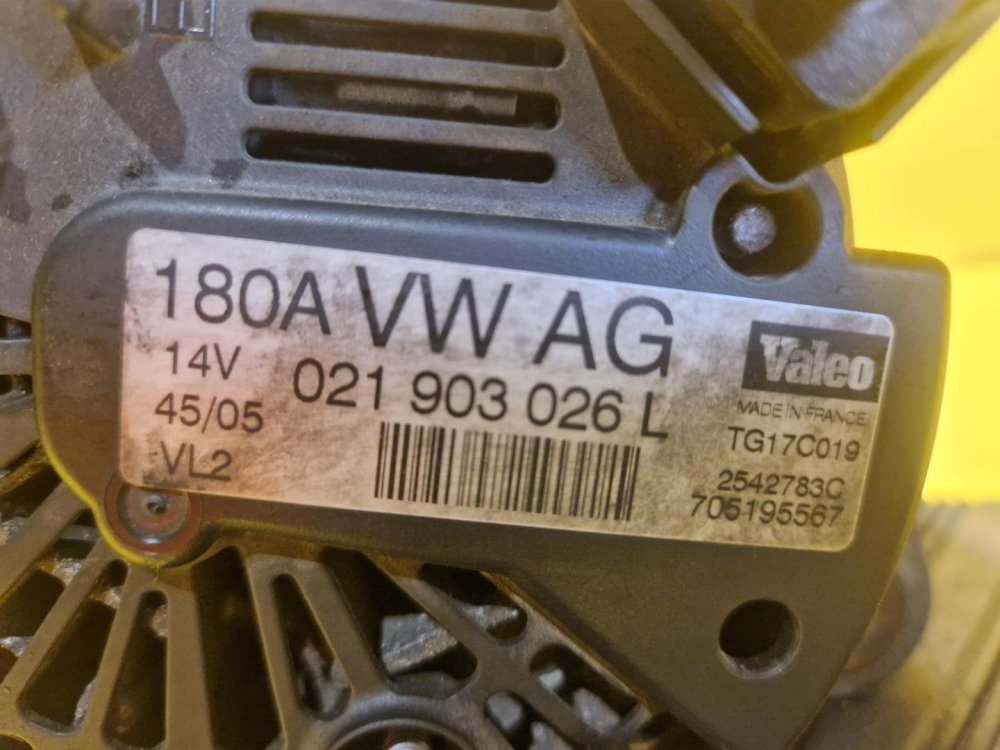 180A VW AG
14V
021 903 026 L
45/05
VL2
Valeo
MADE IN FRANCE
TG17C019
2542783C
705195567